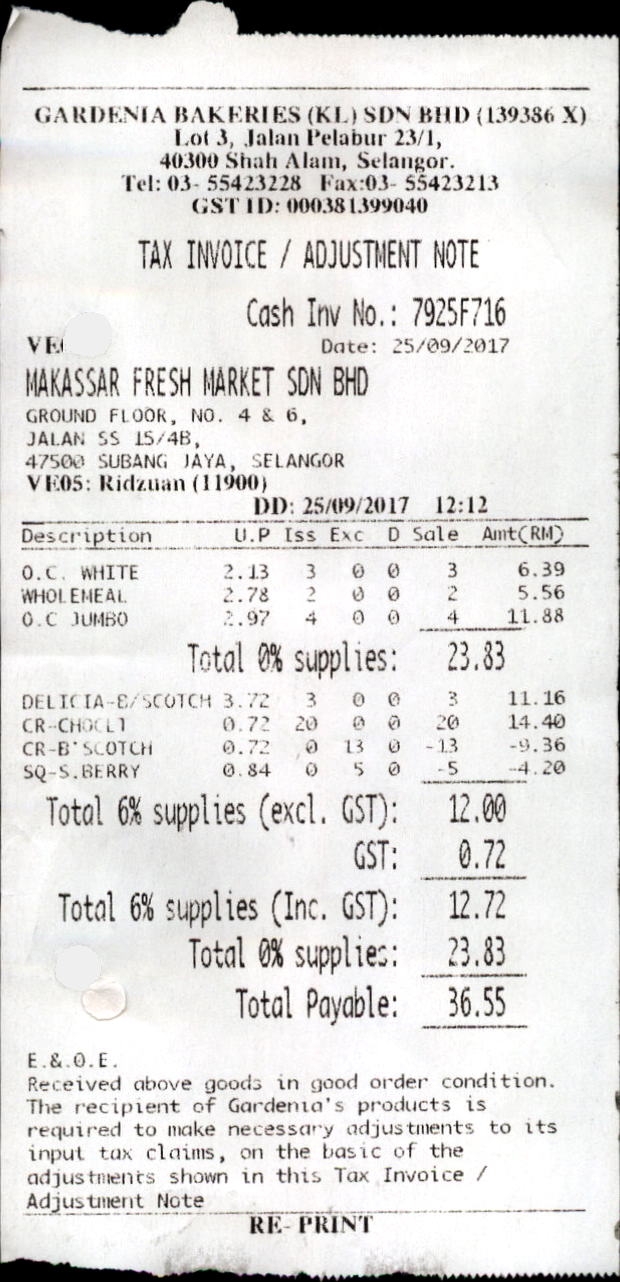 GARDENIA BAKERIES (KL) SDN BHD (139386 X)
Lot 3, Jalan Pelabur 23/1,
40300 Shah Alam, Selangor.
Tel: 03- 55423228 Fax:03- 55423213
GST ID: 000381399040
TAX INVOICE / ADJUSTMENT NOTE
Cash Inv No.: 7925F716
Date: 25/09/2017
MAKASSAR FRESH MARKET SDN BHD
GROUND FLOOR, NO. 4 & 6,
JALAN SS 15/4B,
47500 SUBANG JAYA, SELANGOR
VE05: Ridzuan (11900)
DD: 25/09/2017 12:12
Description U.P Iss Exc D Sale Amt(RM)
O.C. WHITE 2.13 3 0 0 3 6.39
WHOLEMEAL 2.78 2 0 0 2 5.56
O.C JUMBO 2.97 4 0 0 4 11.88
Total 0% supplies: 23.83
DELICIA-B/SCOTCH 3.72 3 0 0 3 11.16
CR-CHOCLT 0.72 20 0 0 20 14.40
CR-B'SCOTCH 0.72 0 13 0 -13 -9.36
SQ-S.BERRY 0.84 0 5 0 -5 -4.20
Total 6% supplies (excl. GST): 12.00
GST: 0.72
Total 6% supplies (Inc. GST): 12.72
Total 0% supplies: 23.83
Total Payable: 36.55
E.&.O.E.
Received above goods in good order condition.
The recipient of Gardenia's products is
required to make necessary adjustments to its
input tax claims, on the basic of the
adjustments shown in this Tax Invoice /
Adjustment Note
RE- PRINT